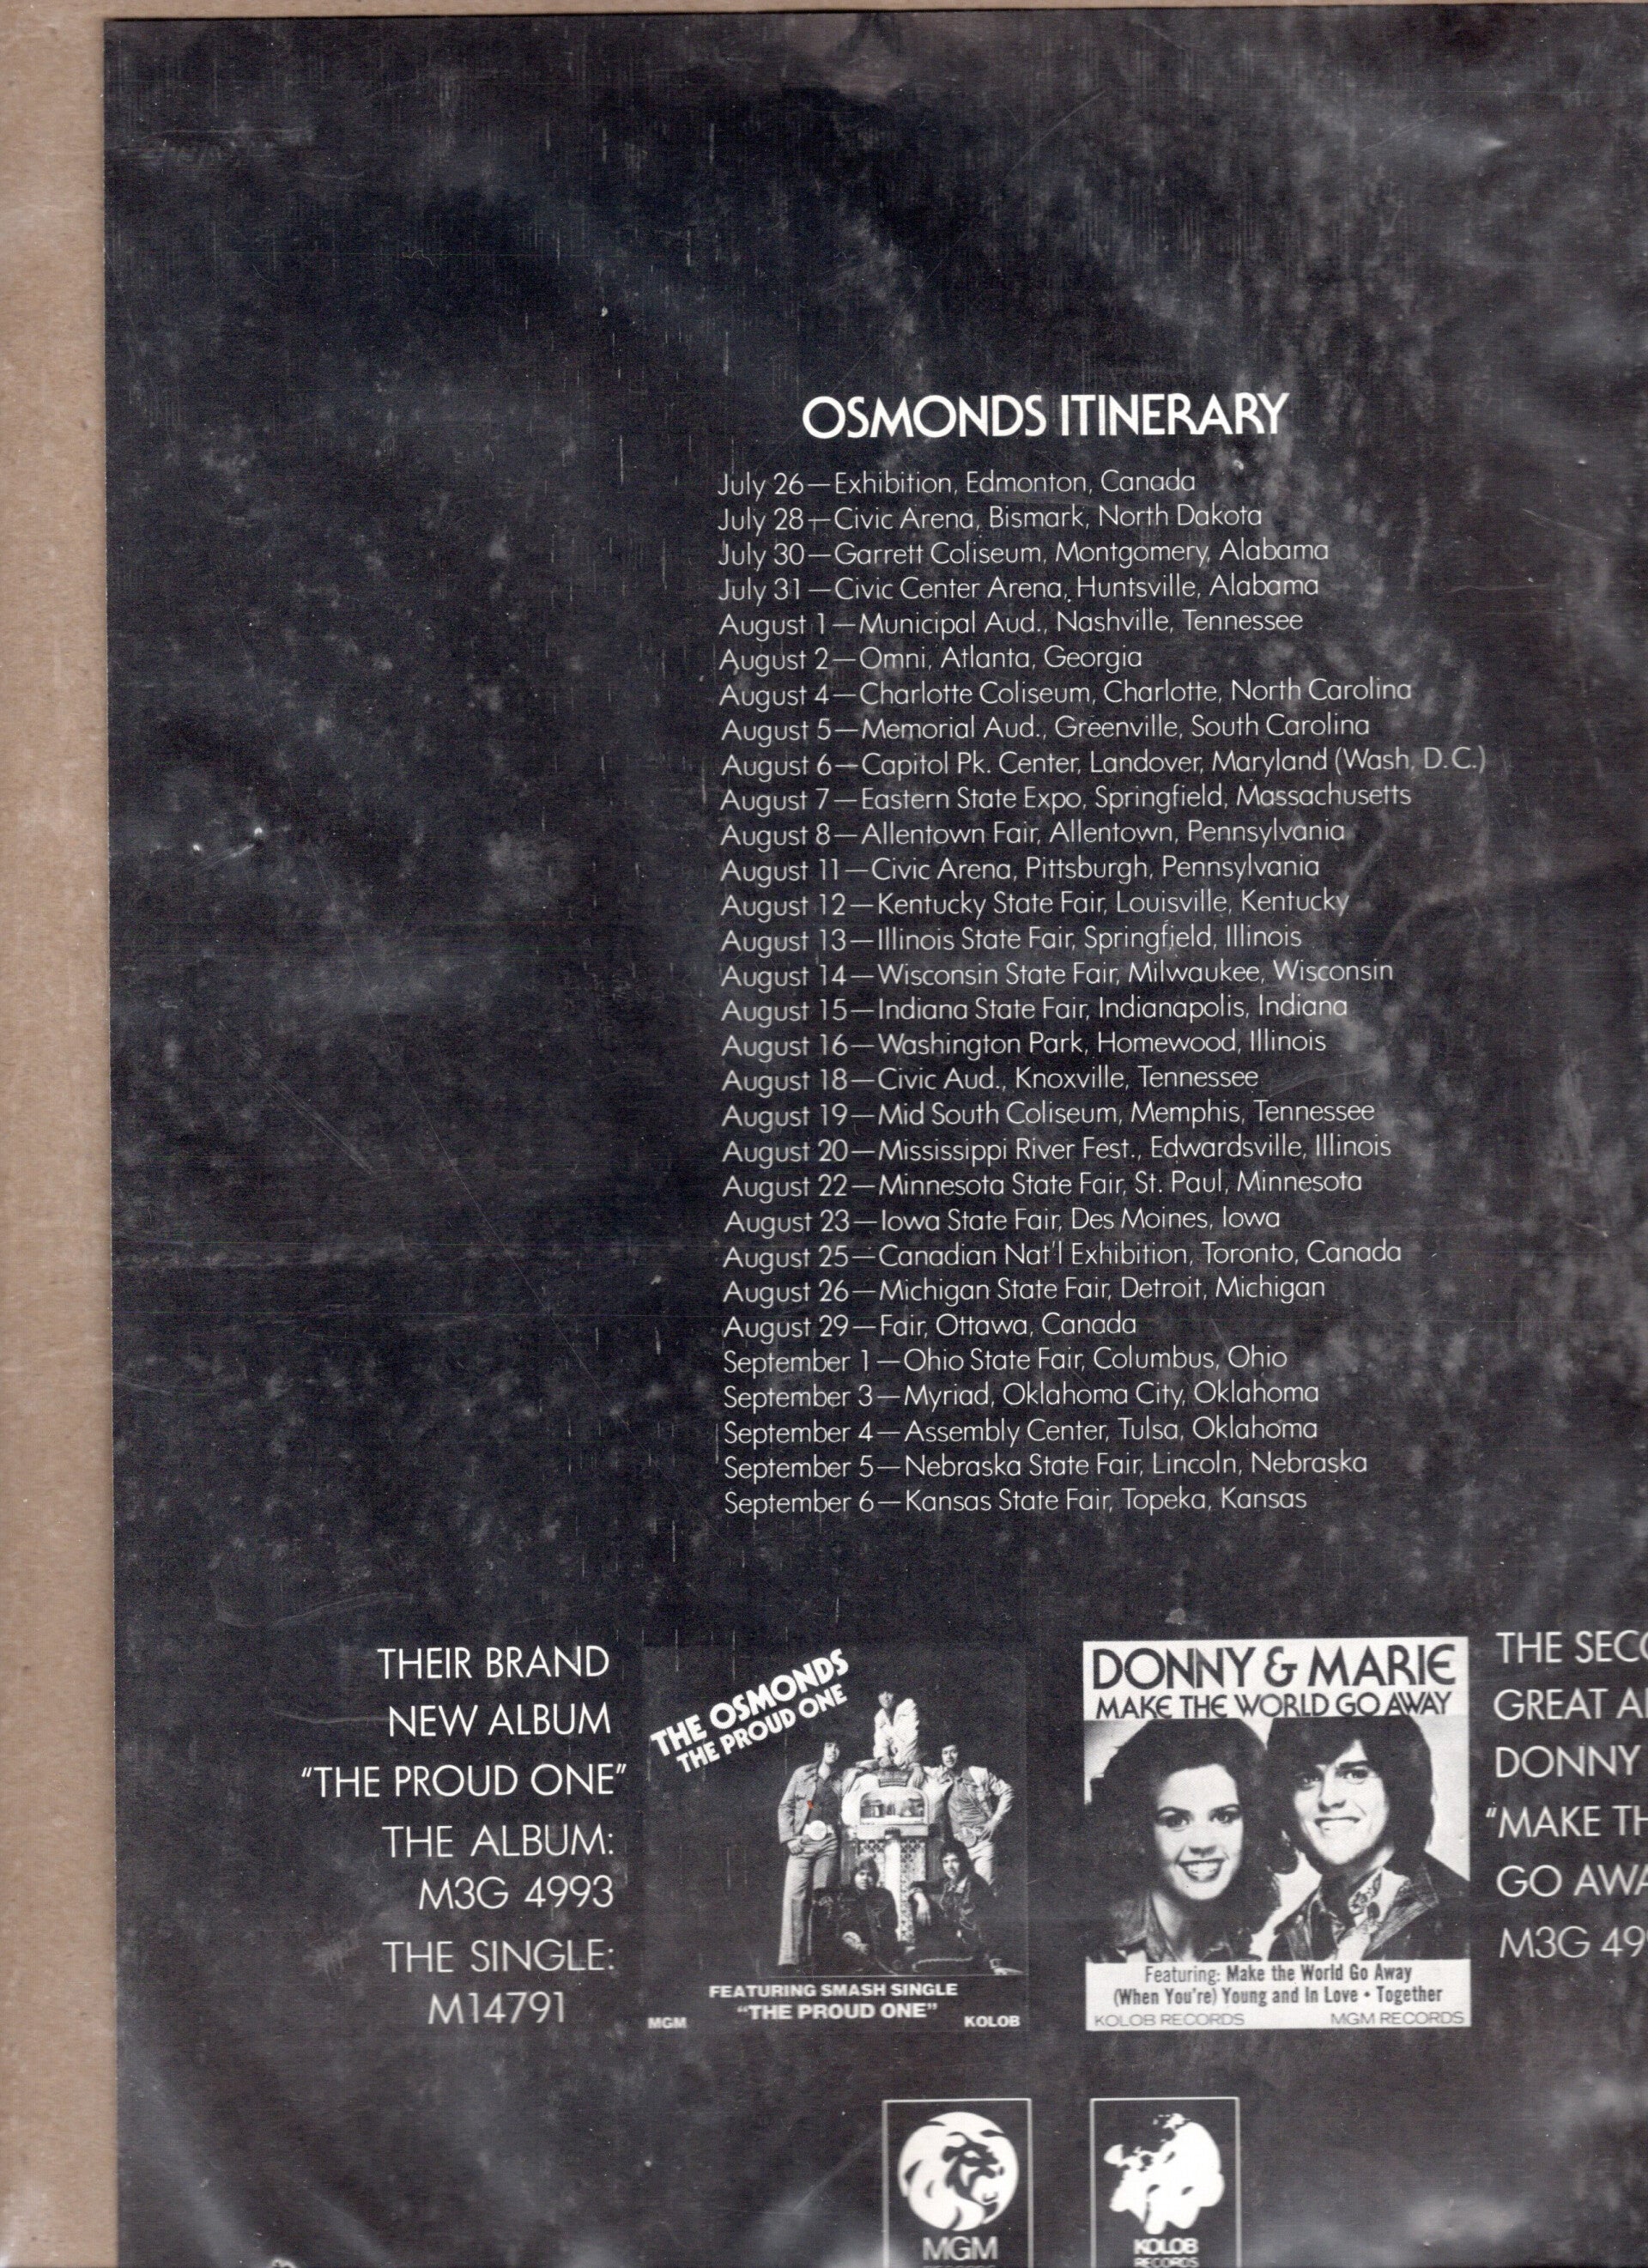 OSMONDS ITINERARY
July 26—Exhibition, Edmonton, Canada
July 28—Civic Arena, Bismark, North Dakota
July 30—Garrett Coliseum, Montgomery, Alabama
July 31—Civic Center Arena, Huntsville, Alabama
August 1—Municipal Aud., Nashville, Tennessee
August 2—Omni, Atlanta, Georgia
August 4—Charlotte Coliseum, Charlotte, North Carolina
August 5—Memorial Aud., Greenville, South Carolina
August 6—Capitol Pk. Center, Landover, Maryland (Wash, D.C.)
August 7—Eastern State Expo, Springfield, Massachusetts
August 8—Allentown Fair, Allentown, Pennsylvania
August 11—Civic Arena, Pittsburgh, Pennsylvania
August 12—Kentucky State Fair, Louisville, Kentucky
August 13—Illinois State Fair, Springfield, Illinois
August 14—Wisconsin State Fair, Milwaukee, Wisconsin
August 15—Indiana State Fair, Indianapolis, Indiana
August 16—Washington Park, Homewood, Illinois
August 18—Civic Aud., Knoxville, Tennessee
August 19—Mid South Coliseum, Memphis, Tennessee
August 20—Mississippi River Fest., Edwardsville, Illinois
August 22—Minnesota State Fair, St. Paul, Minnesota
August 23—Iowa State Fair, Des Moines, Iowa
August 25—Canadian Nat'l Exhibition, Toronto, Canada
August 26—Michigan State Fair, Detroit, Michigan
August 29—Fair, Ottawa, Canada
September 1—Ohio State Fair, Columbus, Ohio
September 3—Myriad, Oklahoma City, Oklahoma
September 4—Assembly Center, Tulsa, Oklahoma
September 5—Nebraska State Fair, Lincoln, Nebraska
September 6—Kansas State Fair, Topeka, Kansas
THEIR BRAND
NEW ALBUM
"THE PROUD ONE"
THE ALBUM:
M3G 4993
THE SINGLE:
M14791
THE OSMONDS
THE PROUD ONE
FEATURING SMASH SINGLE
"THE PROUD ONE"
MGM KOLOB
DONNY & MARIE
MAKE THE WORLD GO AWAY
Featuring: Make the World Go Away
(When You're) Young and In Love • Together
KOLOB RECORDS MGM RECORDS
THE
GREAT
DONNY
"MAKE
GO
M3G
MGM
KOLOB
RECORDS